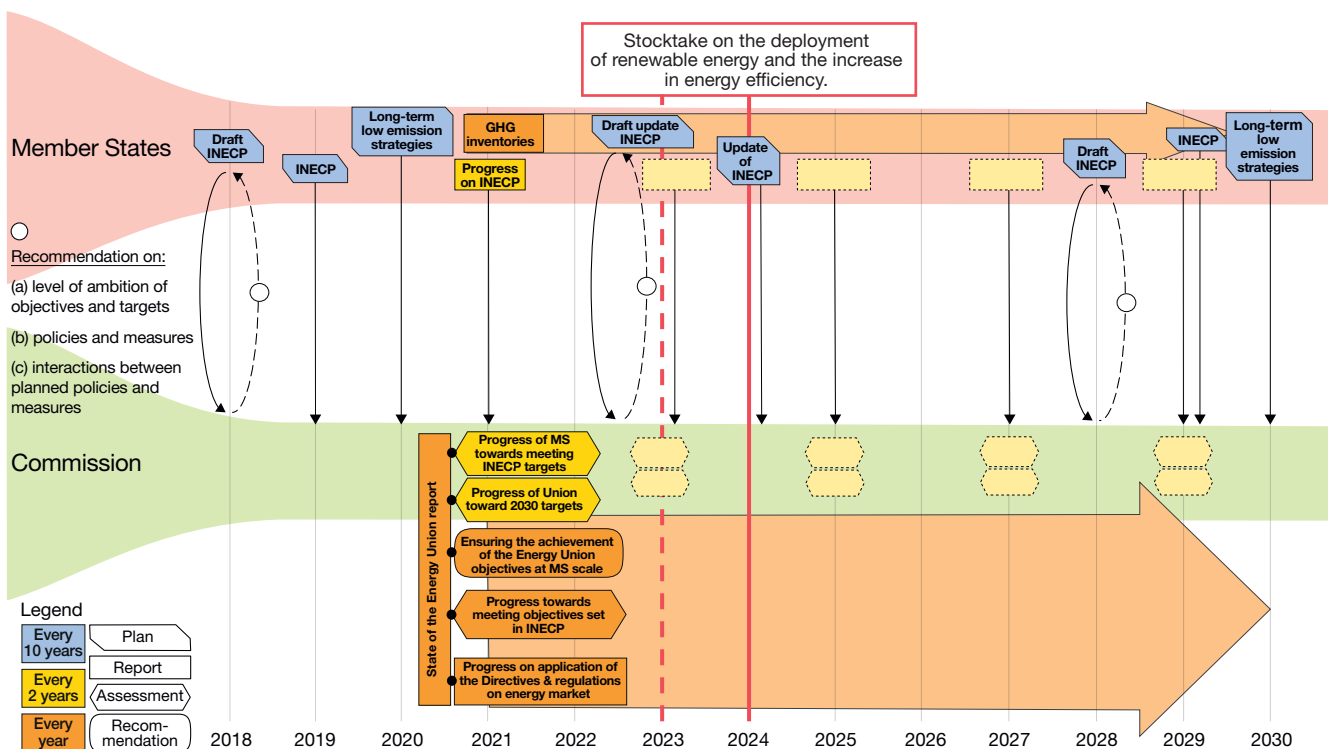 Stocktake on the deployment
of renewable energy and the increase
in energy efficiency.
Member States
Draft
INECP
INECP
Long-term
low emission
strategies
GHG
inventories
Progress
on INECP
Draft update
INECP
Update
of
INECP
Draft
INECP
INECP
Long-term
low
emission
strategies
Recommendation on:
(a) level of ambition of
objectives and targets
(b) policies and measures
(c) interactions between
planned policies and
measures
Commission
State of the Energy Union report
Progress of MS
towards meeting
INECP targets
Progress of Union
toward 2030 targets
Ensuring the achievement
of the Energy Union
objectives at MS scale
Progress towards
meeting objectives set
in INECP
Progress on application of
the Directives & regulations
on energy market
Legend
Every
10 years
Plan
Report
Every
2 years
Assessment
Every
year
Recom-
mendation
2018 2019 2020 2021 2022 2023 2024 2025 2026 2027 2028 2029 2030